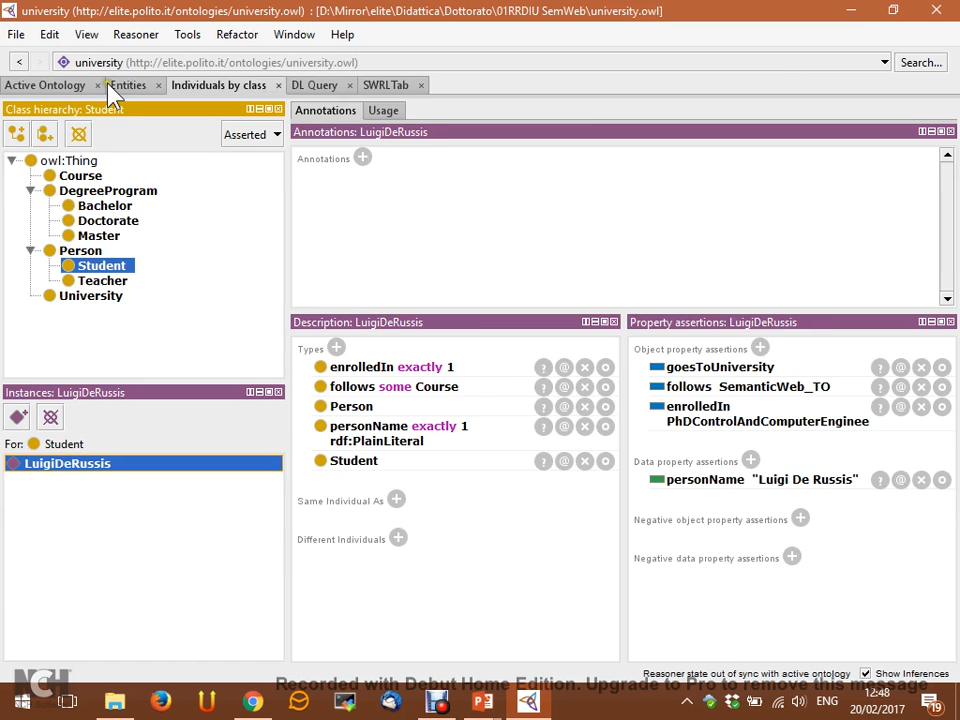 university (http://elite.polito.it/ontologies/university.owl) : [D:\Mirror\elite\Didattica\Dottorato\01RRDIU SemWeb\university.owl]
File Edit View Reasoner Tools Refactor Window Help
< university (http://elite.polito.it/ontologies/university.owl) Search...
Active Ontology × Entities × Individuals by class × DL Query × SWRLTab ×
Class hierarchy: Student
Asserted
owl:Thing
Course
DegreeProgram
Bachelor
Doctorate
Master
Person
Student
Teacher
University
Instances: LuigiDeRussis
For: Student
LuigiDeRussis
Annotations Usage
Annotations: LuigiDeRussis
Annotations
Description: LuigiDeRussis
Types
enrolledIn exactly 1
follows some Course
Person
personName exactly 1
rdf:PlainLiteral
Student
Same Individual As
Different Individuals
Property assertions: LuigiDeRussis
Object property assertions
goesToUniversity
follows SemanticWeb_TO
enrolledIn
PhDControlAndComputerEnginee
Data property assertions
personName "Luigi De Russis"
Negative object property assertions
Negative data property assertions
Reasoner state out of sync with active ontology Show Inferences
NCH
Recorded with Debut Home Edition. Upgrade to Pro to remove this message
ENG
12:48
20/02/2017
19